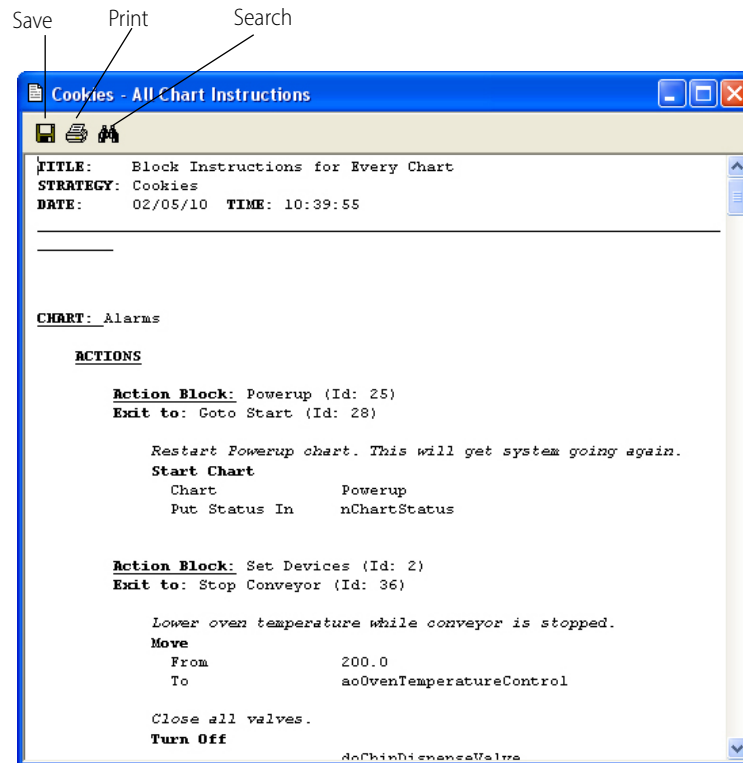 Save Print Search
Cookies - All Chart Instructions
TITLE: Block Instructions for Every Chart
STRATEGY: Cookies
DATE: 02/05/10 TIME: 10:39:55
CHART: Alarms
ACTIONS
Action Block: Powerup (Id: 25)
Exit to: Goto Start (Id: 28)
Restart Powerup chart. This will get system going again.
Start Chart
Chart Powerup
Put Status In nChartStatus
Action Block: Set Devices (Id: 2)
Exit to: Stop Conveyor (Id: 36)
Lower oven temperature while conveyor is stopped.
Move
From 200.0
To aoOvenTemperatureControl
Close all valves.
Turn Off
doChipDispenseValve